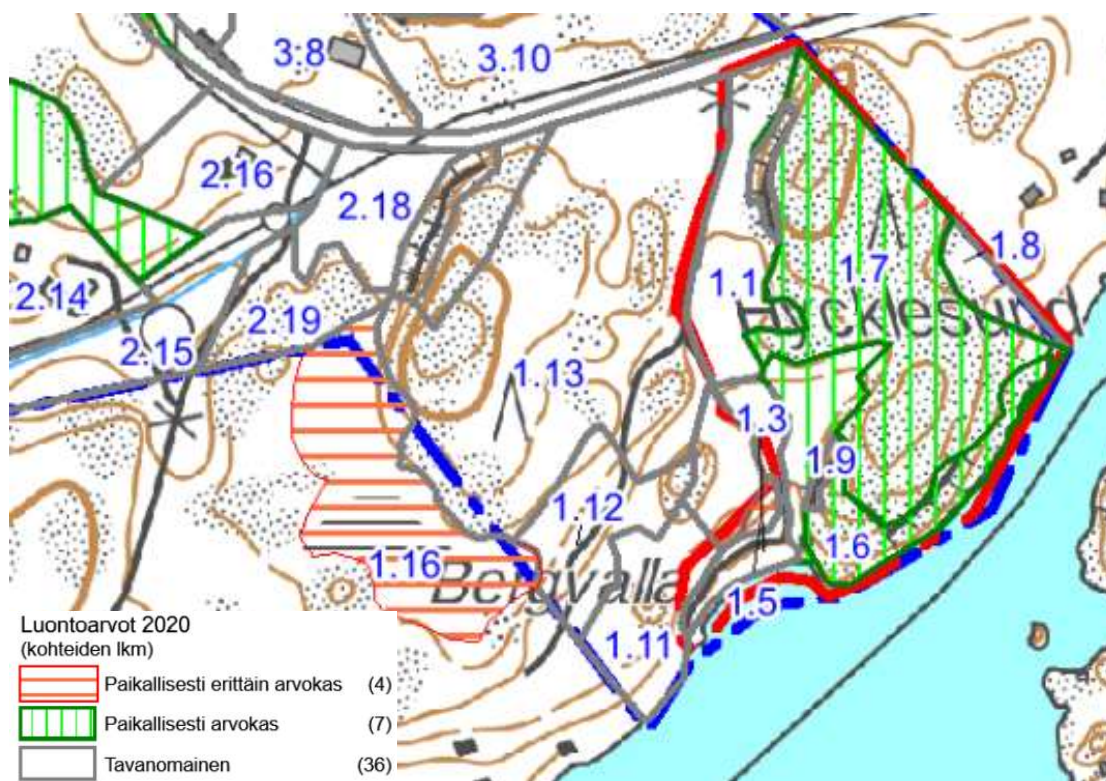 3:8
3.10
2.16
2.18
1.8
1.7
1.1
Häcklesund
2.14
2.19
2.15
1.13
1.3
1.9
1.12
1.6
1.16
Bergvalla
1.5
1.11
Luontoarvot 2020
(kohteiden lkm)
Paikallisesti erittäin arvokas (4)
Paikallisesti arvokas (7)
Tavanomainen (36)